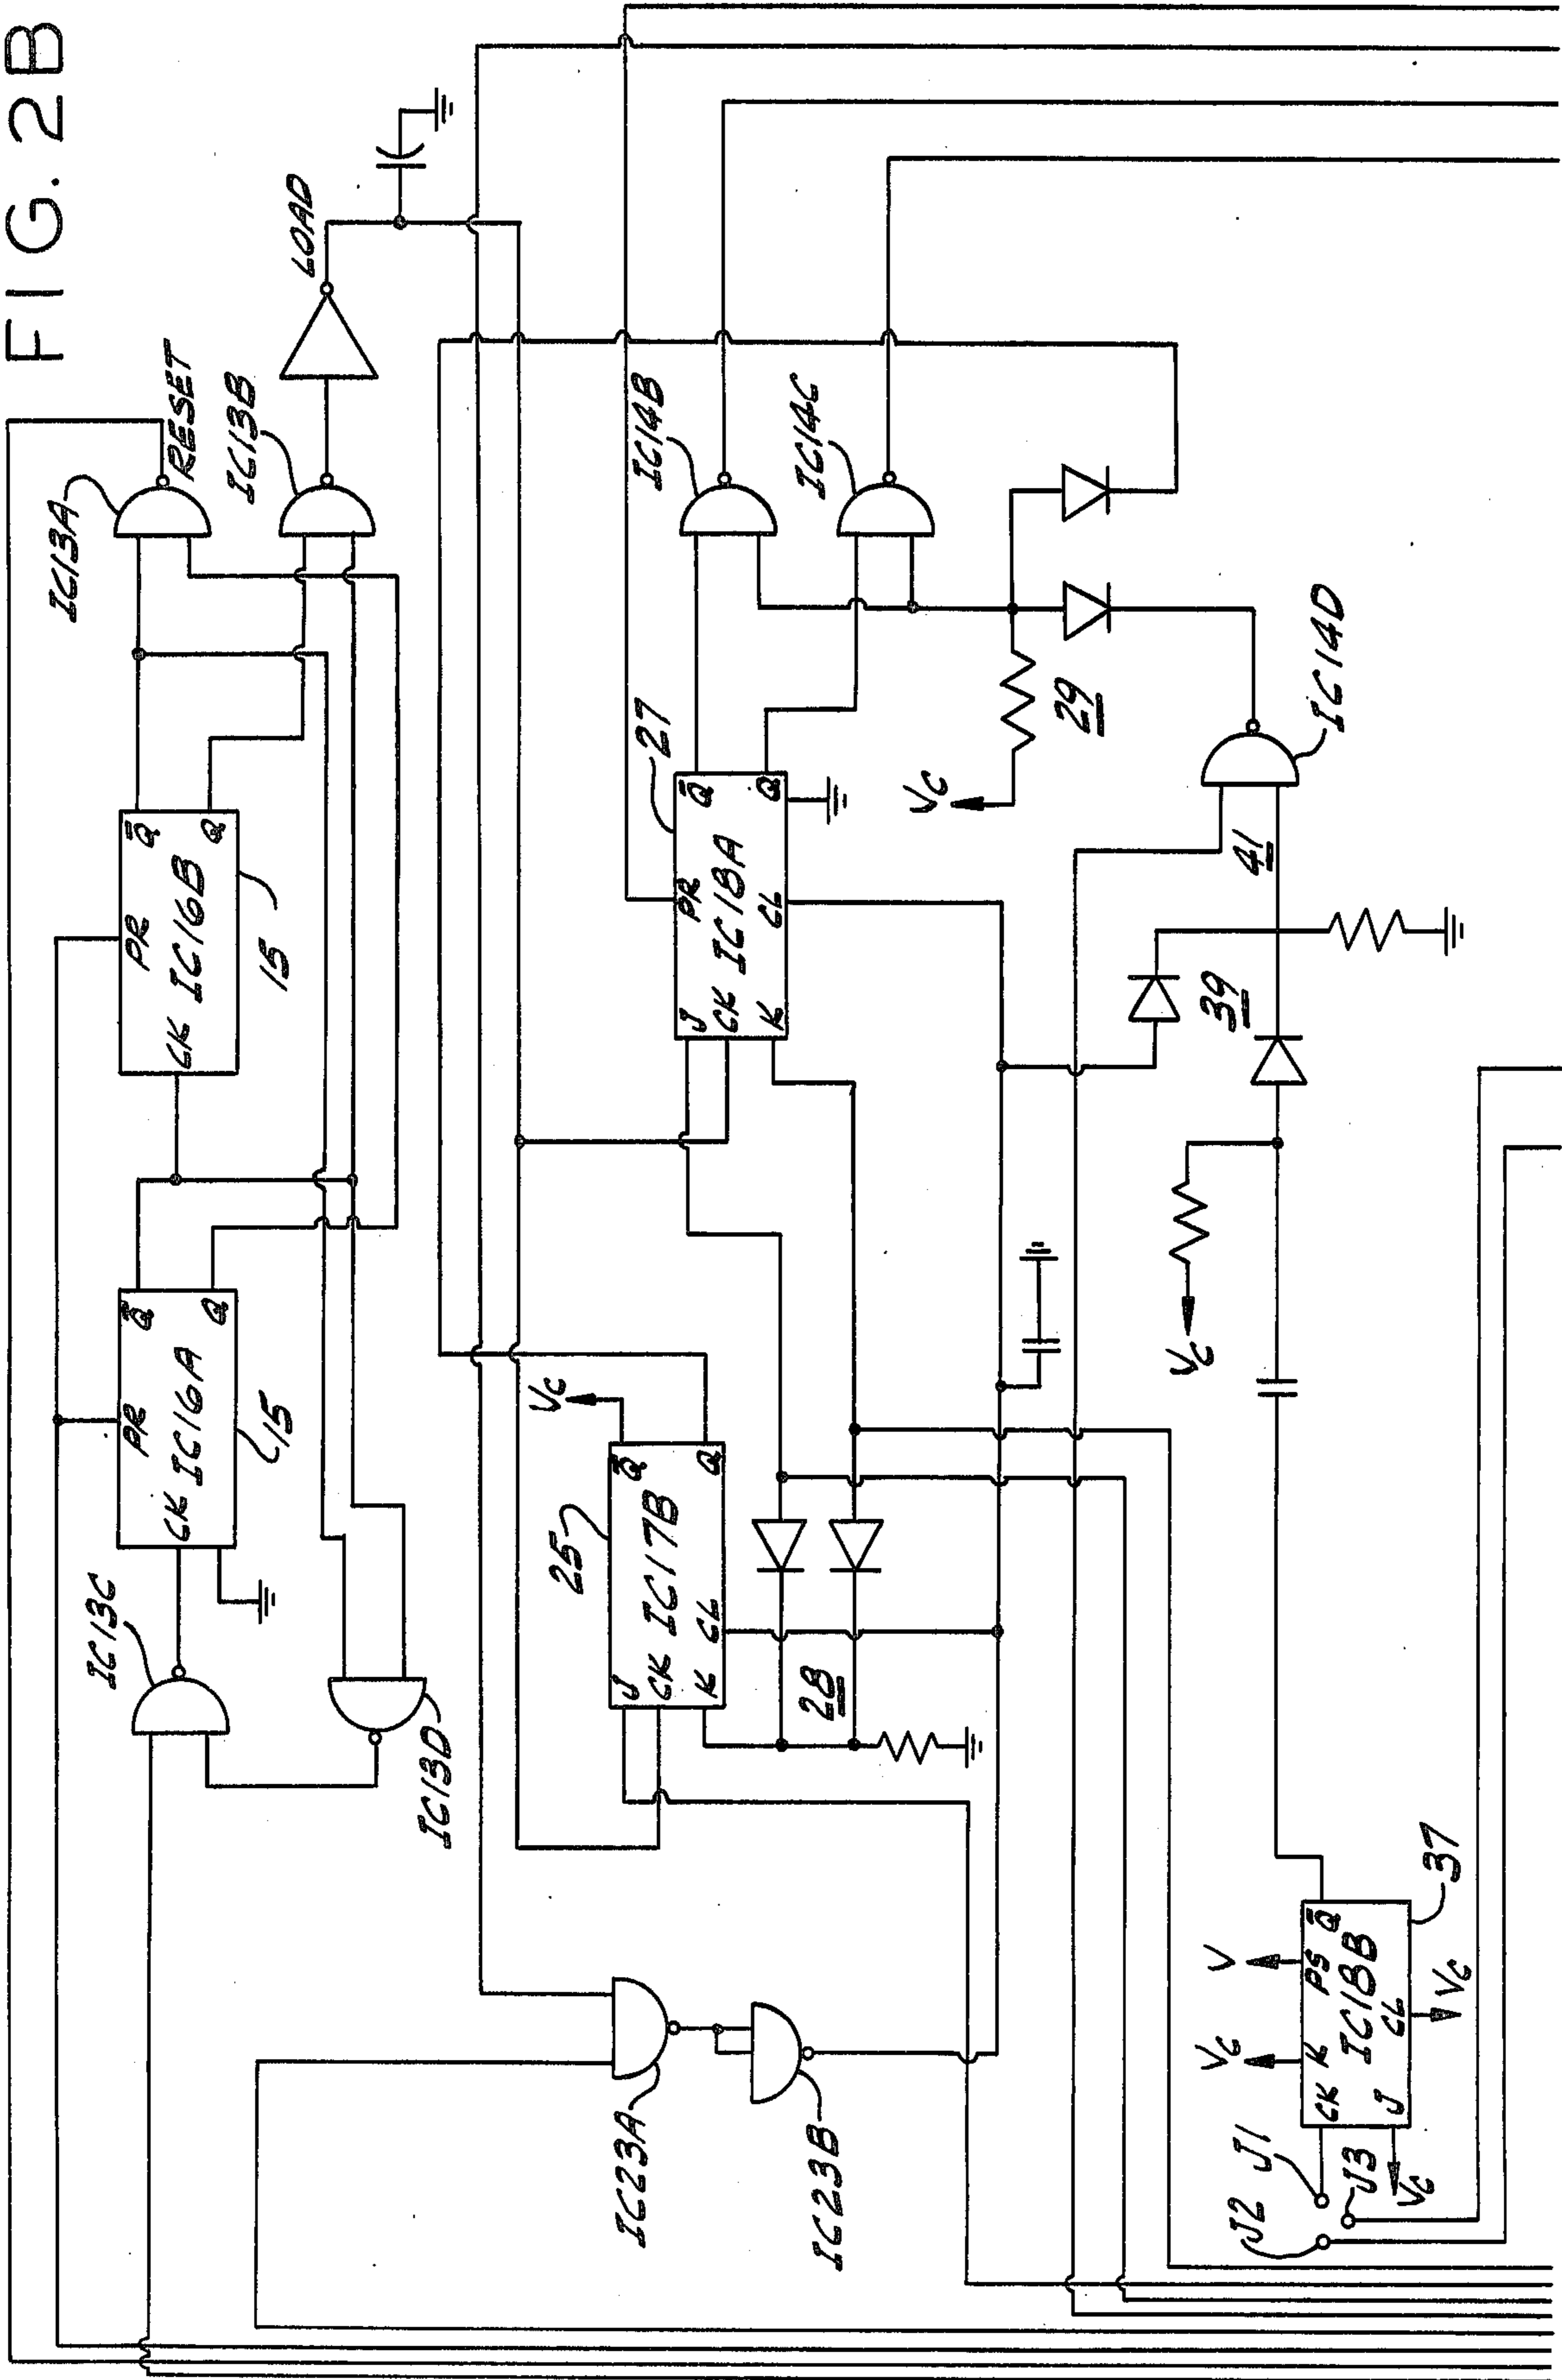 FIG. 2B
IC13A
RESET
IC13B
LOAD
PR
Q̅
CK IC16B
Q
15
PR
Q̅
CK IC16A
Q
15
IC13C
IC13D
IC14B
IC14C
27
J
PR
Q̅
CK IC18A
K
CL
Q
VC
29
IC14D
41
39
VC
VC
25
J
Q̅
CK IC17B
K
CL
Q
28
IC23A
IC23B
VC
V
CK
K
PS
Q̅
IC18B
J
CL
37
VC
VC
J1
J2
J3